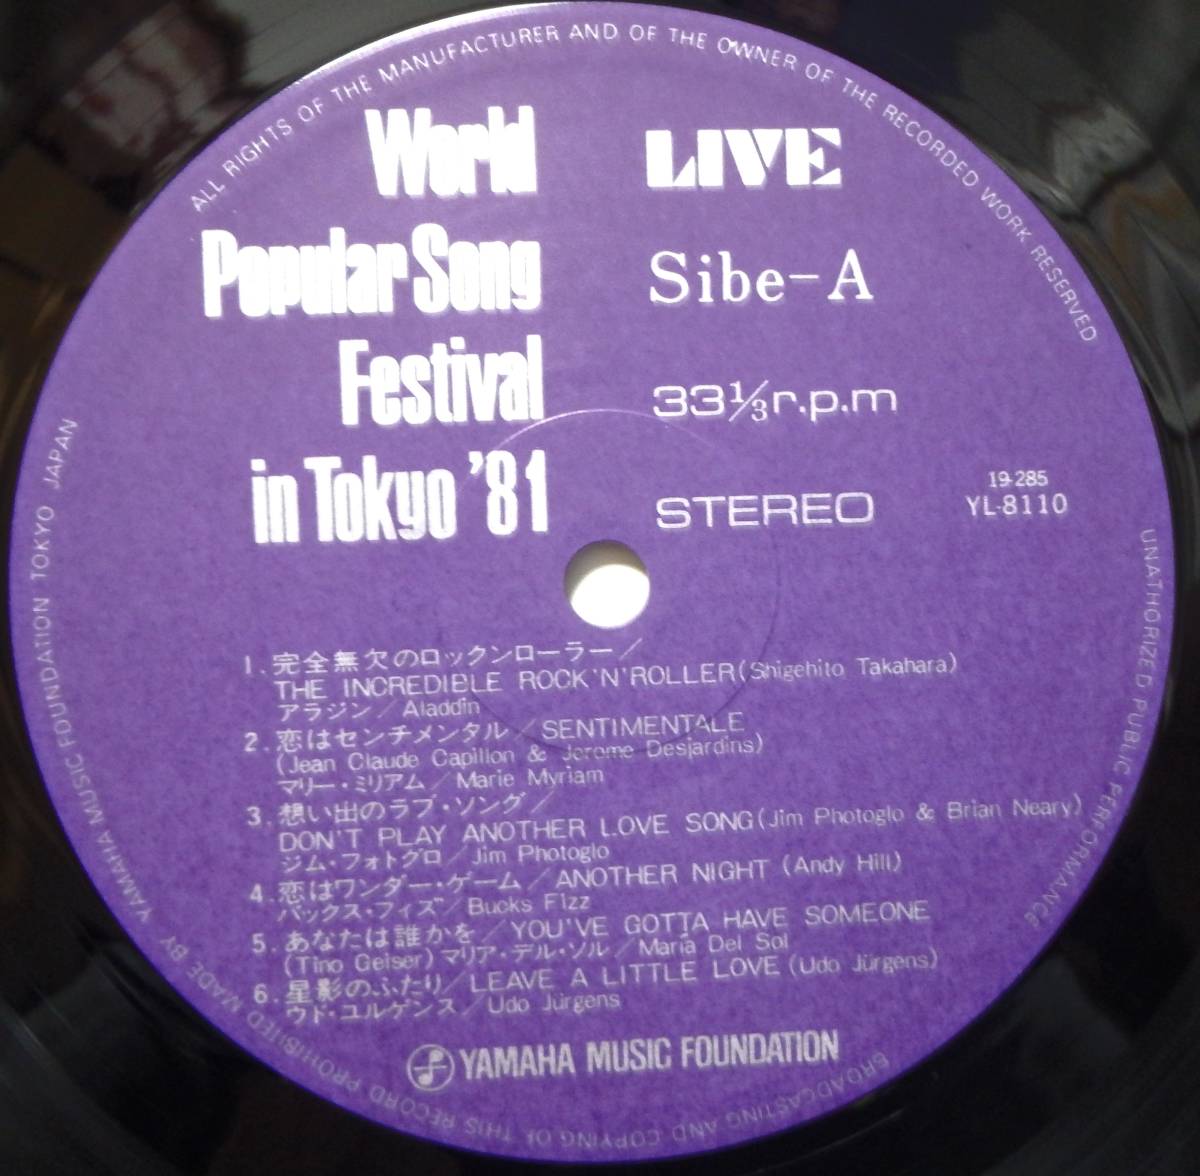 ALL RIGHTS OF THE MANUFACTURER AND OF THE OWNER OF THE RECORDED WORK RESERVED
World
Popular Song
Festival
in Tokyo '81
LIVE
Sibe-A
33⅓r.p.m
STEREO
19-285
YL-8110
1. 完全無欠のロックンローラー/
THE INCREDIBLE ROCK'N'ROLLER(Shigehito Takahara)
アラジン/Aladdin
2. 恋はセンチメンタル/SENTIMENTALE
(Jean Claude Capillon & Jerome Desjardins)
マリー・ミリアム/Marie Myriam
3. 想い出のラブ・ソング/
DON'T PLAY ANOTHER LOVE SONG(Jim Photoglo & Brian Neary)
ジム・フォトグロ/Jim Photoglo
4. 恋はワンダー・ゲーム/ANOTHER NIGHT (Andy Hill)
バックス・フィズ/Bucks Fizz
5. あなたは誰かを/YOU'VE GOTTA HAVE SOMEONE
(Tino Geiser) マリア・デル・ソル/Maria Del Sol
6. 星影のふたり/LEAVE A LITTLE LOVE (Udo Jürgens)
ウド・ユルゲンス/Udo Jürgens
YAMAHA MUSIC FOUNDATION
UNATHORIZED PUBLIC PERFORMANCE
BROADCASTING AND COPYING OF THIS RECORD PROHIBITED MADE BY YAMAHA MUSIC FOUNDATION TOKYO JAPAN